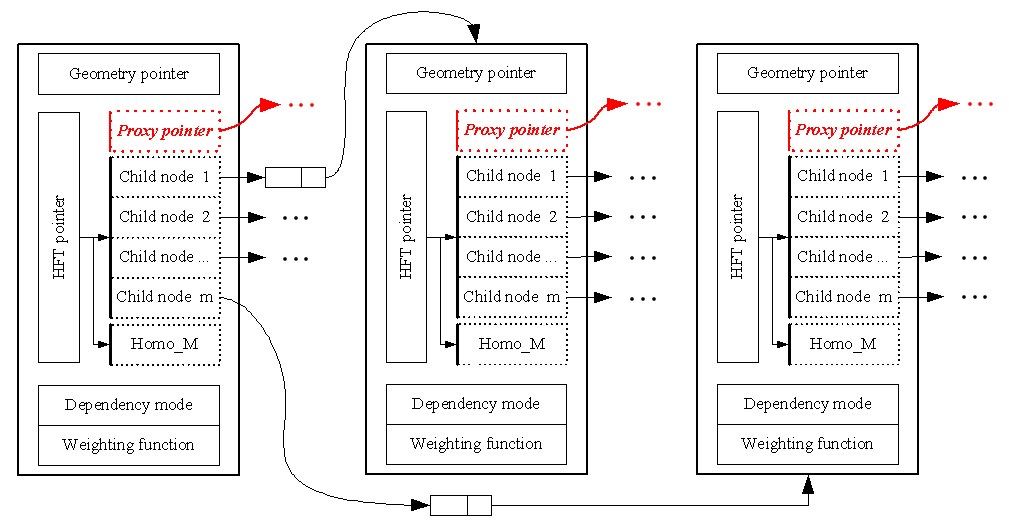 Geometry pointer
Proxy pointer ...
Child node 1
Child node 2 ...
Child node ... ...
Child node m
HFT pointer
Homo_M
Dependency mode
Weighting function
Geometry pointer
Proxy pointer ...
Child node 1 ...
Child node 2 ...
Child node ... ...
Child node m ...
HFT pointer
Homo_M
Dependency mode
Weighting function
Geometry pointer
Proxy pointer ...
Child node 1 ...
Child node 2 ...
Child node ... ...
Child node m ...
HFT pointer
Homo_M
Dependency mode
Weighting function